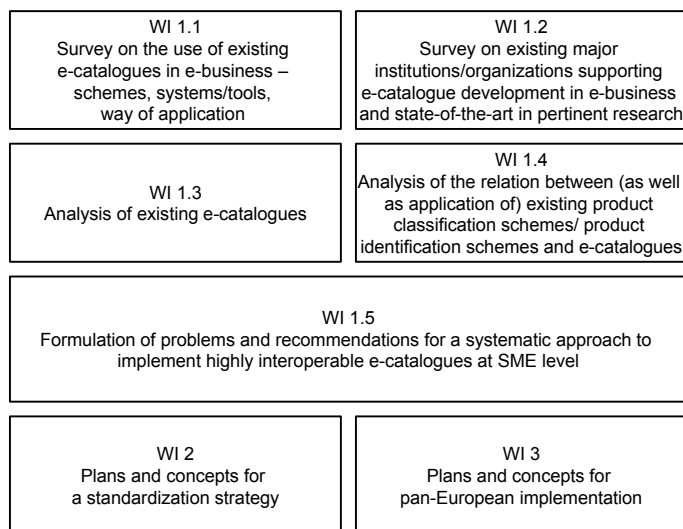 WI 1.1
Survey on the use of existing
e-catalogues in e-business –
schemes, systems/tools,
way of application
WI 1.2
Survey on existing major
institutions/organizations supporting
e-catalogue development in e-business
and state-of-the-art in pertinent research
WI 1.3
Analysis of existing e-catalogues
WI 1.4
Analysis of the relation between (as well
as application of) existing product
classification schemes/ product
identification schemes and e-catalogues
WI 1.5
Formulation of problems and recommendations for a systematic approach to
implement highly interoperable e-catalogues at SME level
WI 2
Plans and concepts for
a standardization strategy
WI 3
Plans and concepts for
pan-European implementation